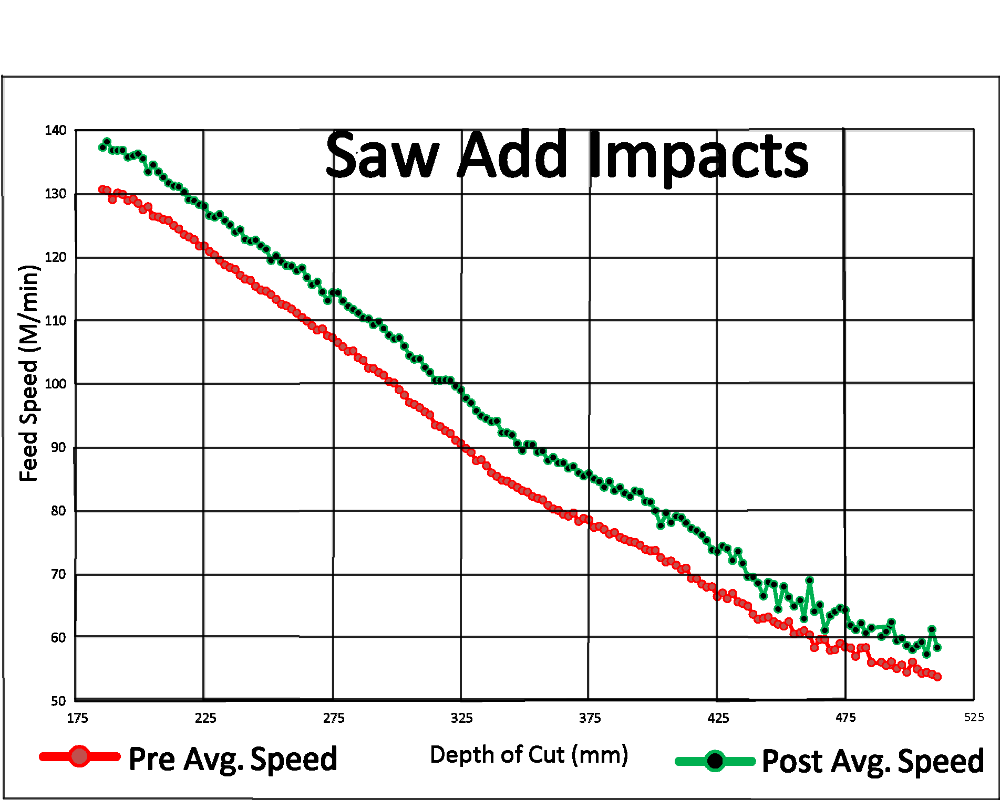 Saw Add Impacts
140
130
120
110
100
90
80
70
60
50
Feed Speed (M/min)
175 225 275 325 375 425 475 525
Pre Avg. Speed Depth of Cut (mm) Post Avg. Speed